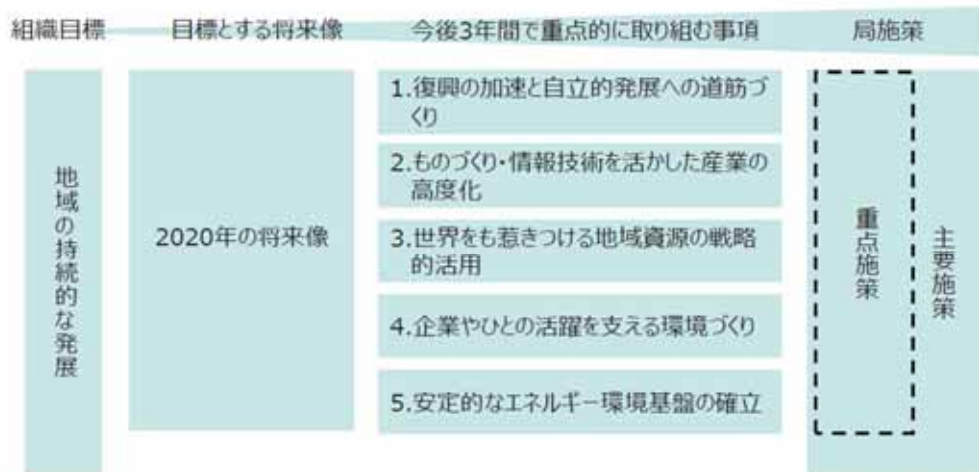 組織目標
目標とする将来像
今後3年間で重点的に取り組む事項
局施策
地域の持続的な発展
2020年の将来像
1.復興の加速と自立的発展への道筋づ
くり
2.ものづくり・情報技術を活かした産業の
高度化
3.世界をも惹きつける地域資源の戦略
的活用
4.企業やひとの活躍を支える環境づくり
5.安定的なエネルギー環境基盤の確立
重点施策
主要施策